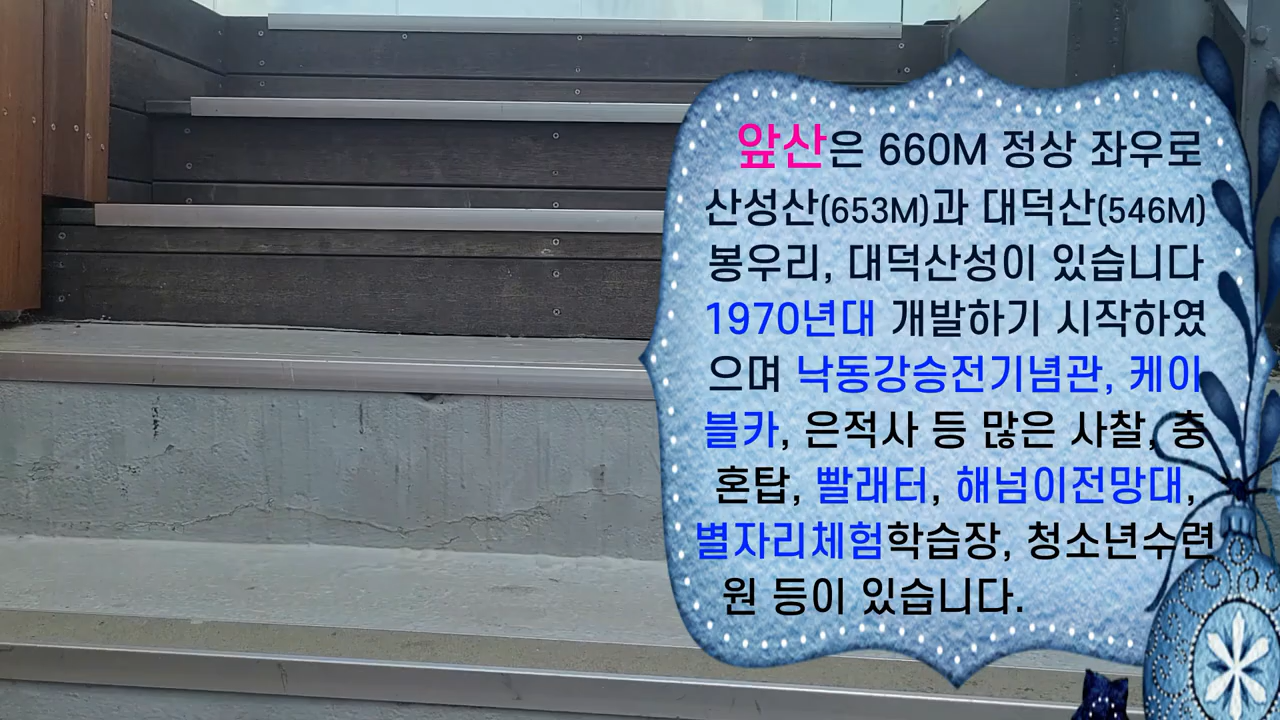 앞산은 660M 정상 좌우로
산성산(653M)과 대덕산(546M)
봉우리, 대덕산성이 있습니다
1970년대 개발하기 시작하였
으며 낙동강승전기념관, 케이
블카, 은적사 등 많은 사찰, 충
혼탑, 빨래터, 해넘이전망대,
별자리체험학습장, 청소년수련
원 등이 있습니다.